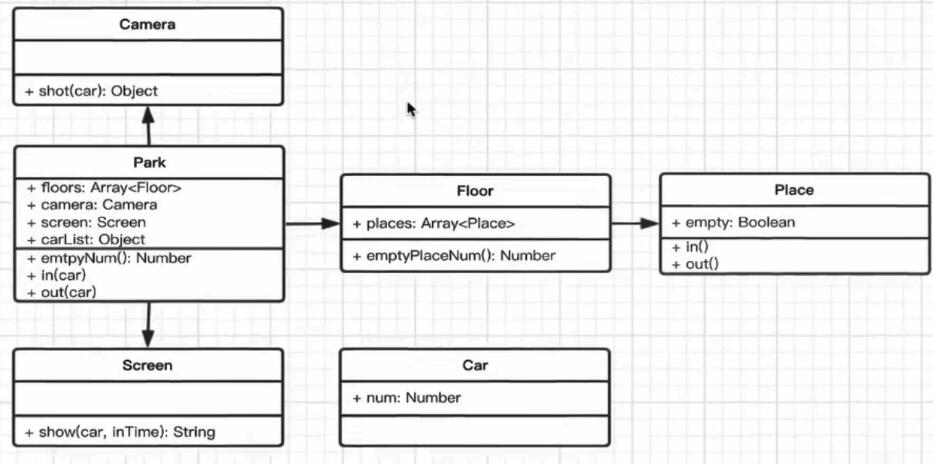 Camera
+ shot(car): Object
Park
+ floors: Array<Floor>
+ camera: Camera
+ screen: Screen
+ carList: Object
+ emtpyNum(): Number
+ in(car)
+ out(car)
Floor
+ places: Array<Place>
+ emptyPlaceNum(): Number
Place
+ empty: Boolean
+ in()
+ out()
Screen
+ show(car, inTime): String
Car
+ num: Number